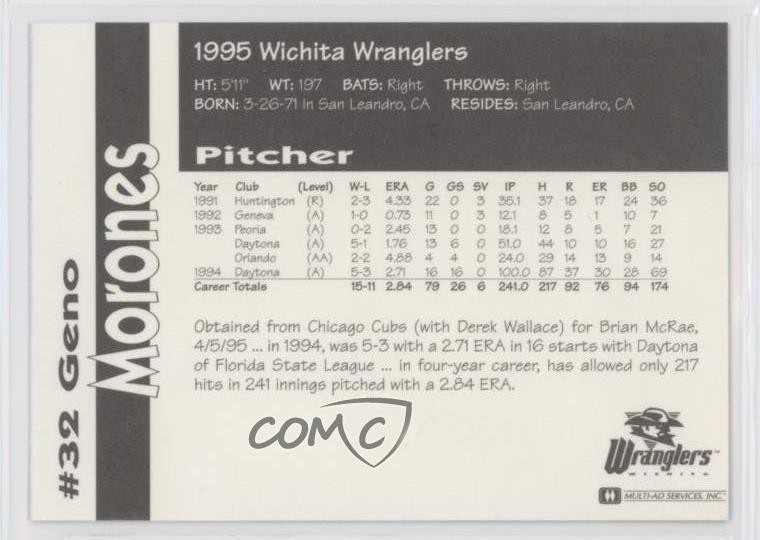 #32 Geno
Morones
1995 Wichita Wranglers
HT: 5'11" WT: 197 BATS: Right THROWS: Right
BORN: 3-26-71 in San Leandro, CA RESIDES: San Leandro, CA
Pitcher
Year Club (Level) W-L ERA G GS SV IP H R ER BB SO
1991 Huntington (R) 2-3 4.33 22 0 3 35.1 37 18 17 24 36
1992 Geneva (A) 1-0 0.73 11 0 3 12.1 8 5 1 10 7
1993 Peoria (A) 0-2 2.45 13 0 0 18.1 12 8 5 7 21
Daytona (A) 5-1 1.76 13 6 0 51.0 44 10 10 16 27
Orlando (AA) 2-2 4.88 4 4 0 24.0 29 14 13 9 14
1994 Daytona (A) 5-3 2.71 16 16 0 100.0 87 37 30 28 69
Career Totals 15-11 2.84 79 26 6 241.0 217 92 76 94 174
Obtained from Chicago Cubs (with Derek Wallace) for Brian McRae,
4/5/95 ... in 1994, was 5-3 with a 2.71 ERA in 16 starts with Daytona
of Florida State League ... in four-year career, has allowed only 217
hits in 241 innings pitched with a 2.84 ERA.
COMC
Wranglers™
WICHITA
MULTI-AD SERVICES, INC.